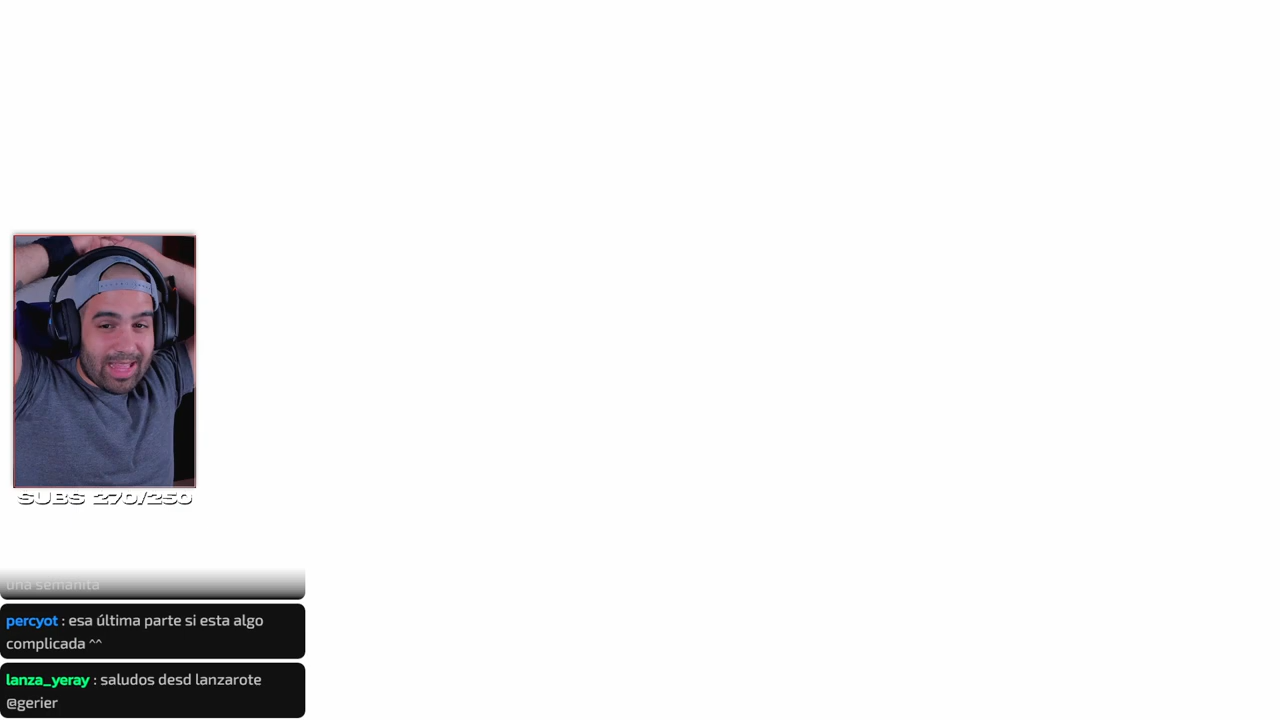 SUBS 270/250
una semanita
percyot : esa última parte si esta algo
complicada ^^
lanza_yeray : saludos desd lanzarote
@gerier